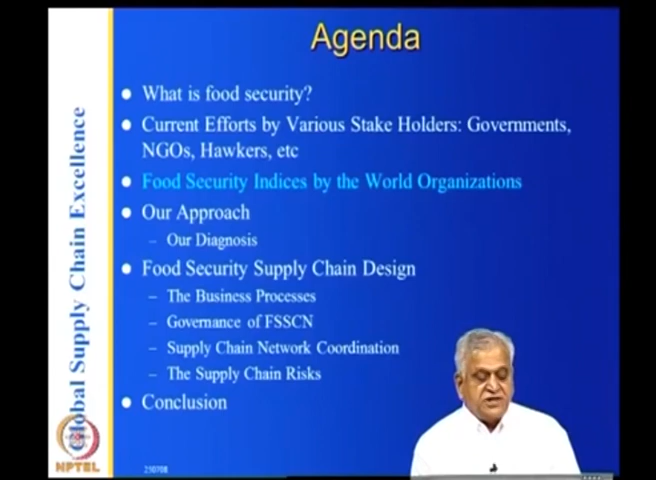 Agenda
What is food security?
Current Efforts by Various Stake Holders: Governments,
NGOs, Hawkers, etc
Food Security Indices by the World Organizations
Our Approach
– Our Diagnosis
Food Security Supply Chain Design
– The Business Processes
– Governance of FSSCN
– Supply Chain Network Coordination
– The Supply Chain Risks
Conclusion
Global Supply Chain Excellence
NPTEL
250708